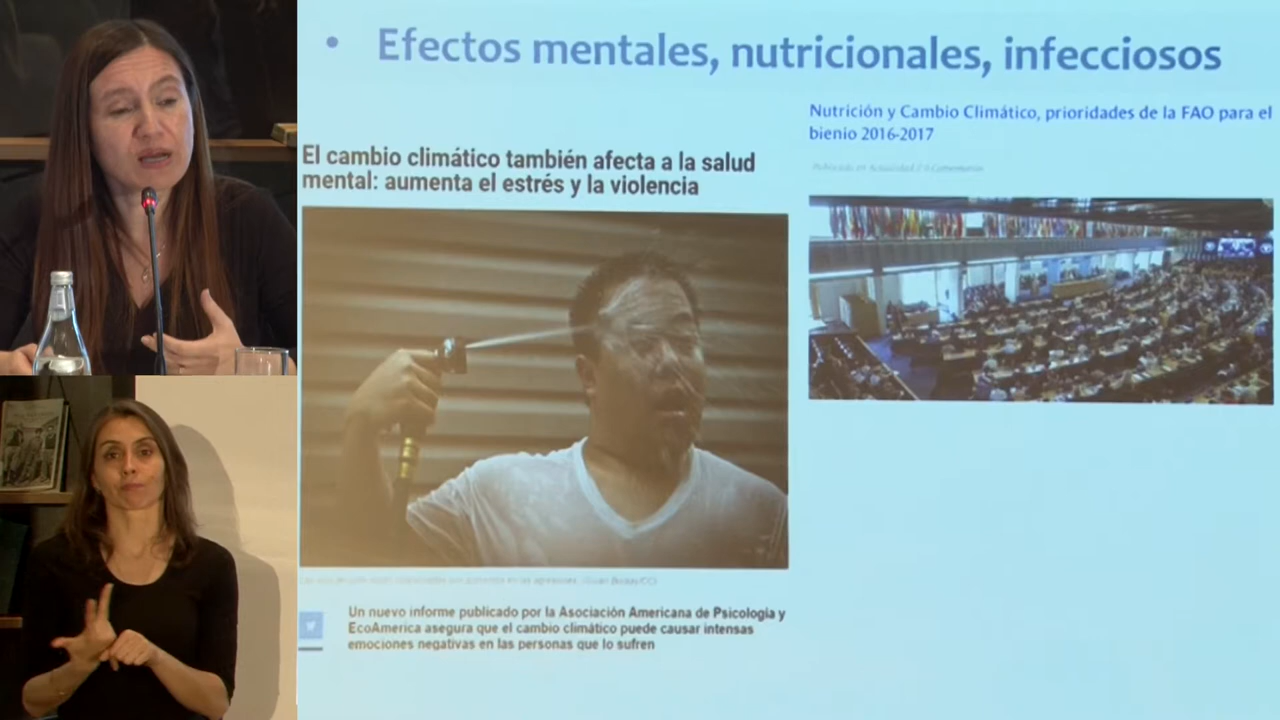 • Efectos mentales, nutricionales, infecciosos
El cambio climático también afecta a la salud
mental: aumenta el estrés y la violencia
Nutrición y Cambio Climático, prioridades de la FAO para el
bienio 2016-2017
Un nuevo informe publicado por la Asociación Americana de Psicología y
EcoAmerica asegura que el cambio climático puede causar intensas
emociones negativas en las personas que lo sufren